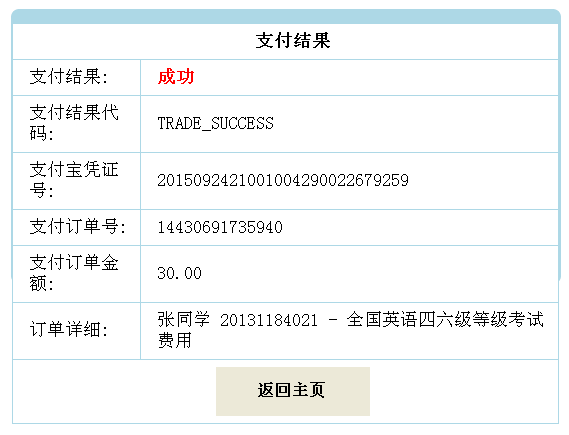 支付结果
支付结果: 成功
支付结果代
码: TRADE_SUCCESS
支付宝凭证
号: 2015092421001004290022679259
支付订单号: 14430691735940
支付订单金
额: 30.00
订单详细: 张同学 20131184021 - 全国英语四六级等级考试
费用
返回主页